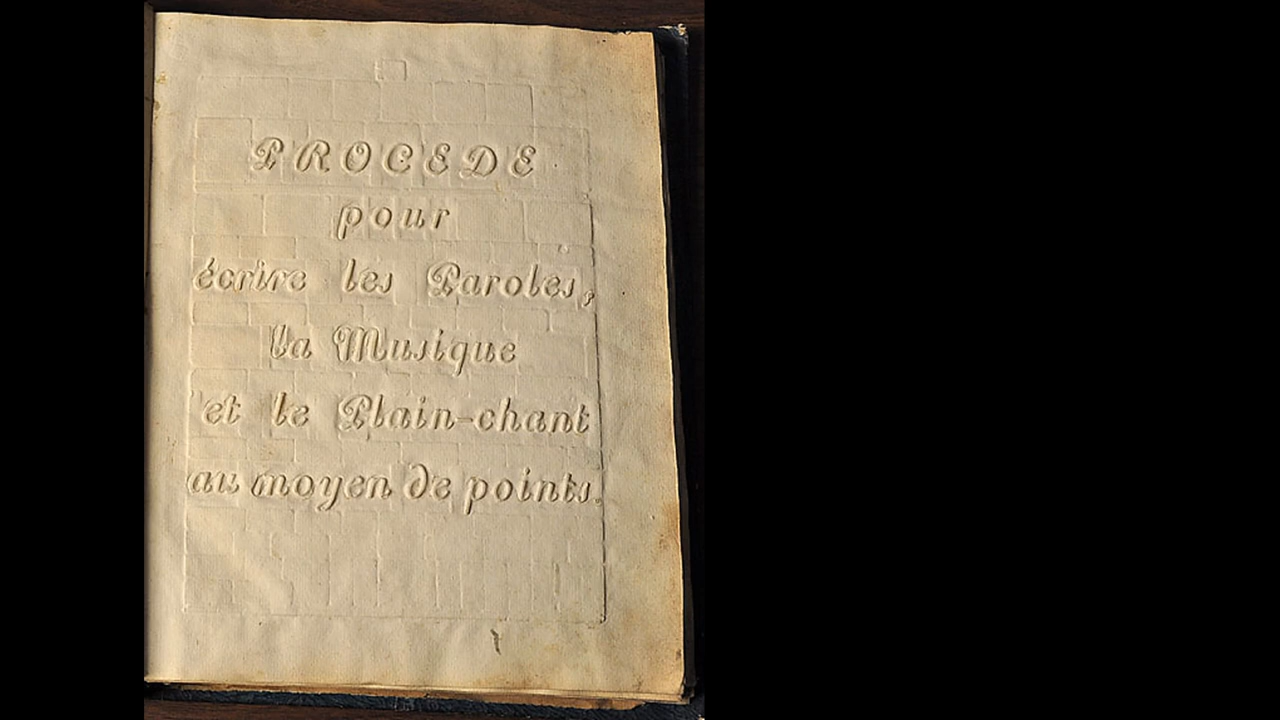 PROCEDE
pour
écrire les Paroles,
la Musique
et le Plain-chant
au moyen de points.